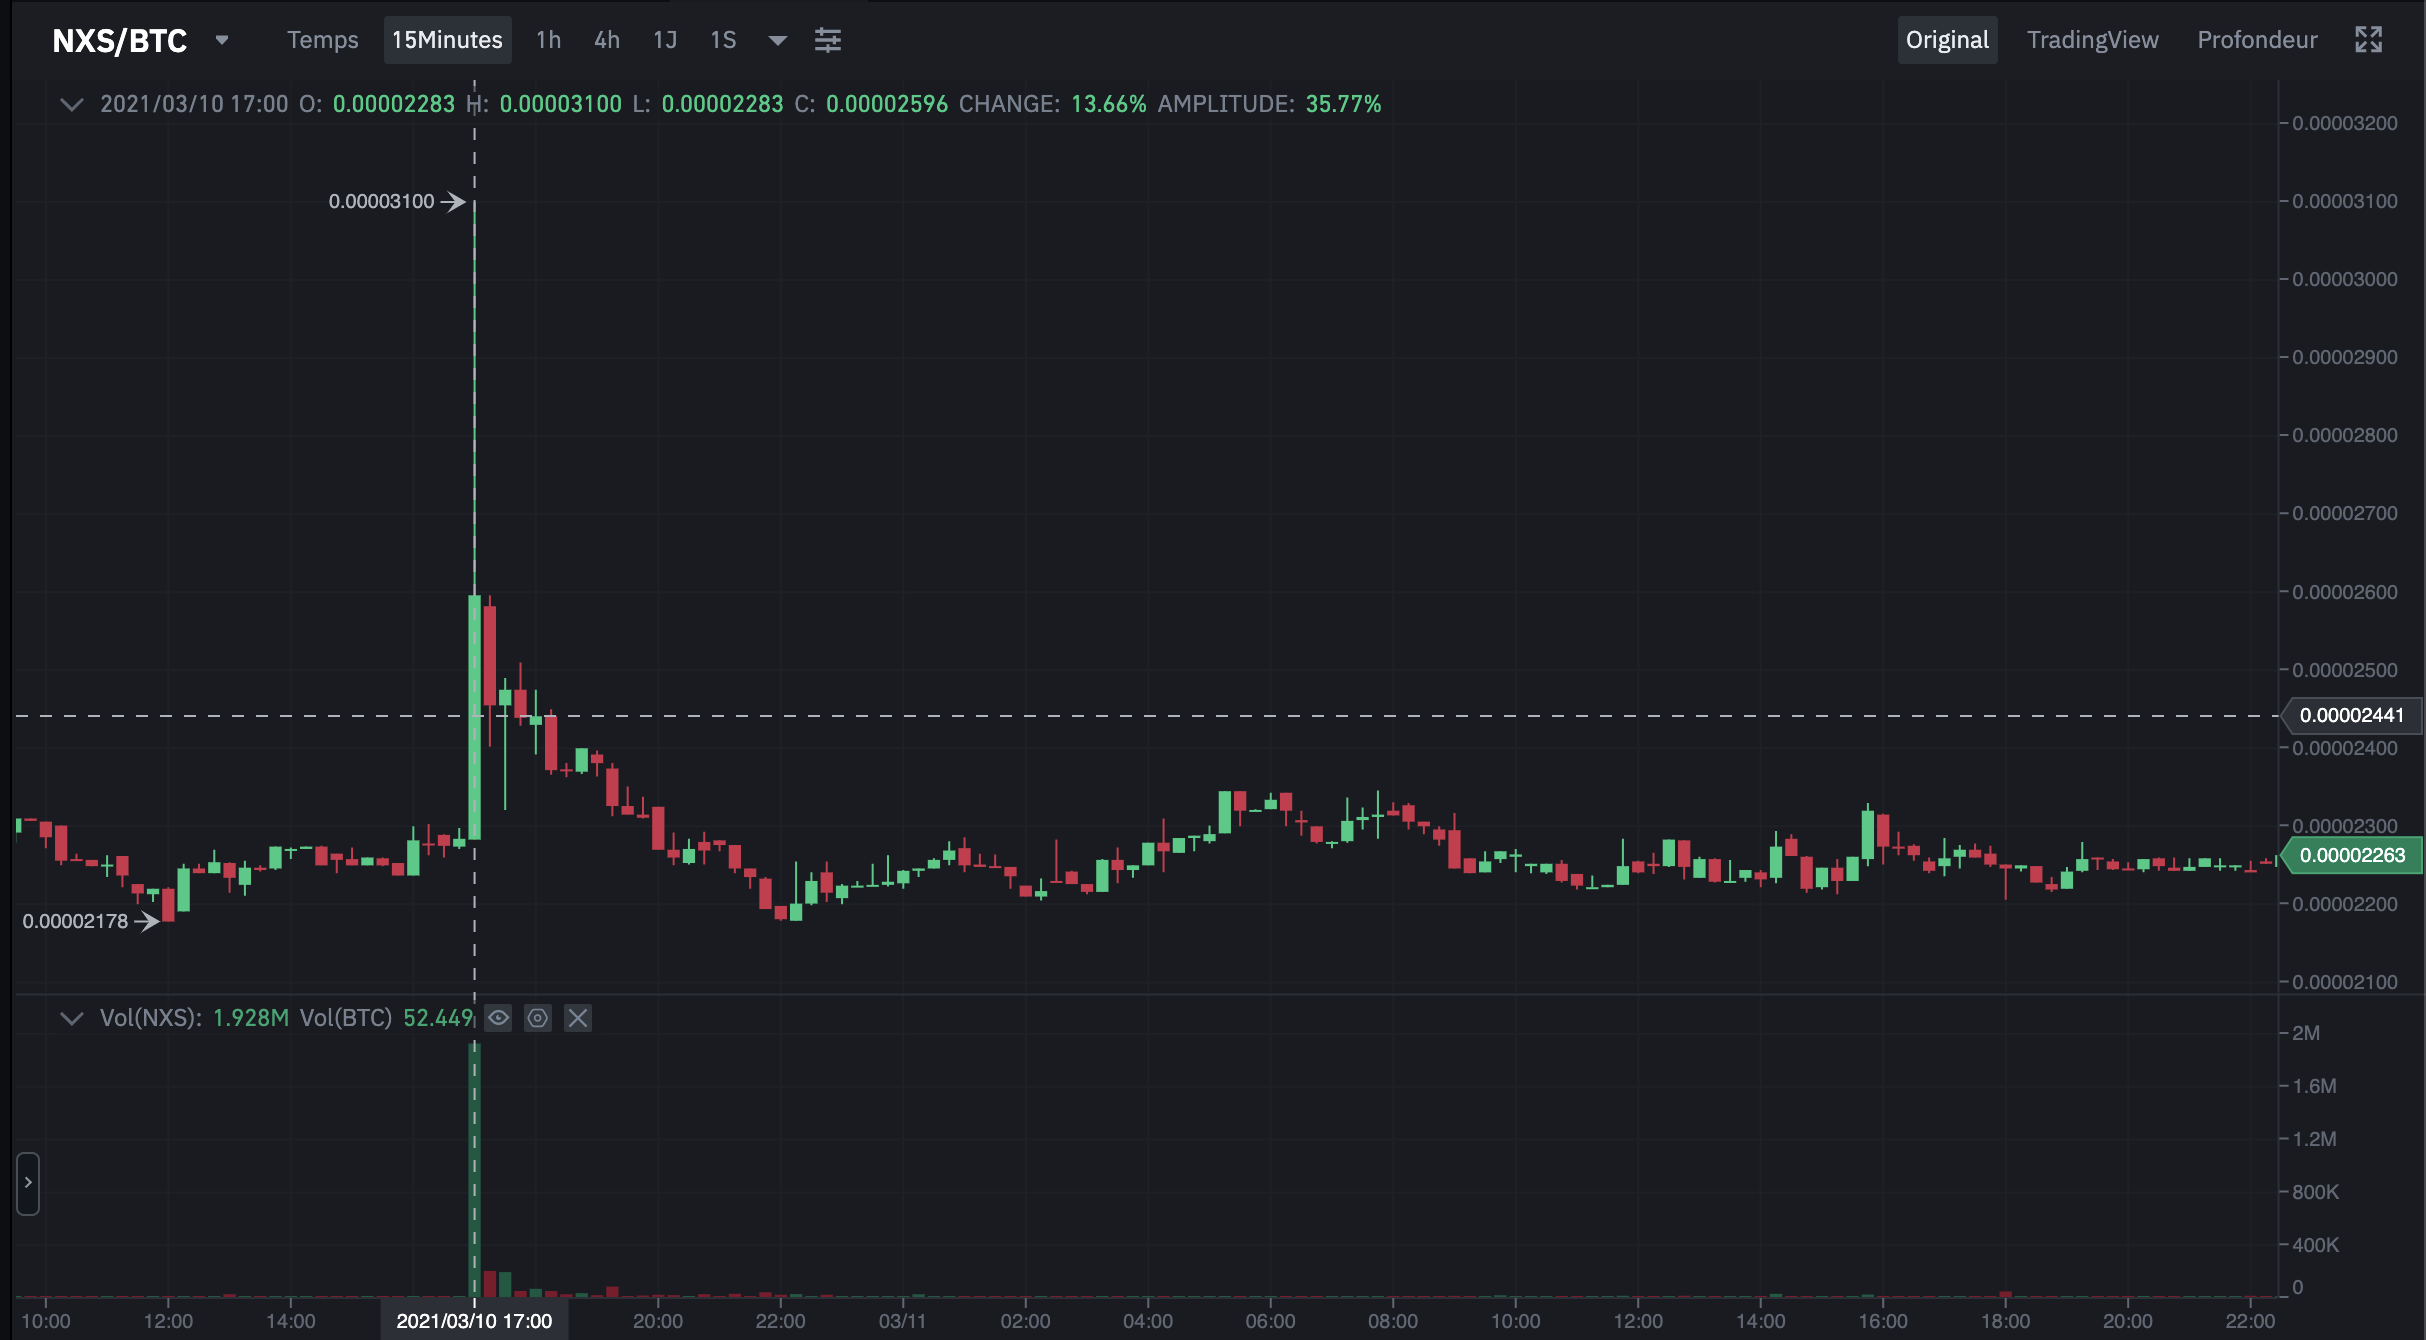 NXS/BTC Temps 15Minutes 1h 4h 1J 1S Original TradingView Profondeur
2021/03/10 17:00 O: 0.00002283 H: 0.00003100 L: 0.00002283 C: 0.00002596 CHANGE: 13.66% AMPLITUDE: 35.77%
0.00003200
0.00003100
0.00003100
0.00003000
0.00002900
0.00002800
0.00002700
0.00002600
0.00002500
0.00002441
0.00002400
0.00002300
0.00002263
0.00002200
0.00002178
0.00002100
Vol(NXS): 1.928M Vol(BTC) 52.449
2M
1.6M
1.2M
800K
400K
0
10:00 12:00 14:00 2021/03/10 17:00 20:00 22:00 03/11 02:00 04:00 06:00 08:00 10:00 12:00 14:00 16:00 18:00 20:00 22:00